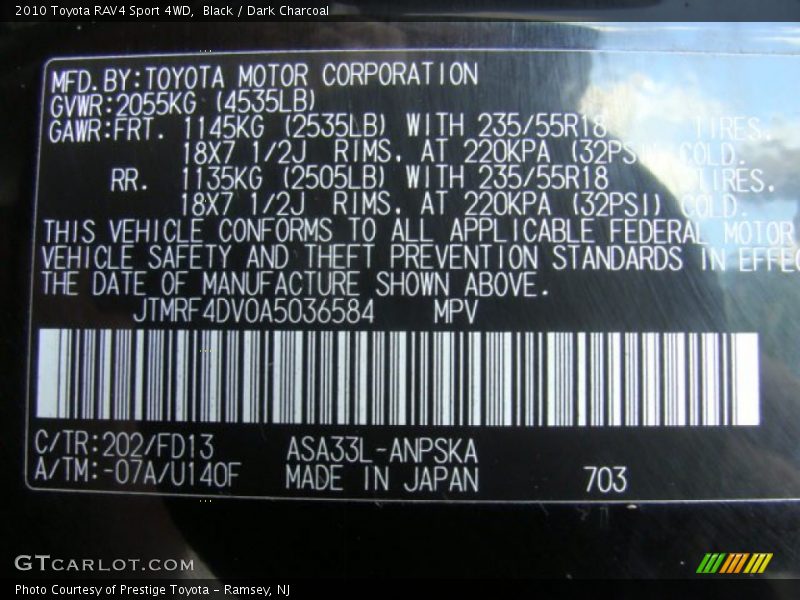 2010 Toyota RAV4 Sport 4WD, Black / Dark Charcoal
MFD.BY:TOYOTA MOTOR CORPORATION
GVWR:2055KG (4535LB)
GAWR:FRT. 1145KG (2535LB) WITH 235/55R18 TIRES,
18X7 1/2J RIMS, AT 220KPA (32PSI) COLD.
RR. 1135KG (2505LB) WITH 235/55R18 TIRES,
18X7 1/2J RIMS, AT 220KPA (32PSI) COLD.
THIS VEHICLE CONFORMS TO ALL APPLICABLE FEDERAL MOTOR
VEHICLE SAFETY AND THEFT PREVENTION STANDARDS IN EFFEC
THE DATE OF MANUFACTURE SHOWN ABOVE.
JTMRF4DV0A5036584 MPV
C/TR:202/FD13 ASA33L-ANPSKA
A/TM:-07A/U140F MADE IN JAPAN 703
GTCARLOT.COM
Photo Courtesy of Prestige Toyota - Ramsey, NJ